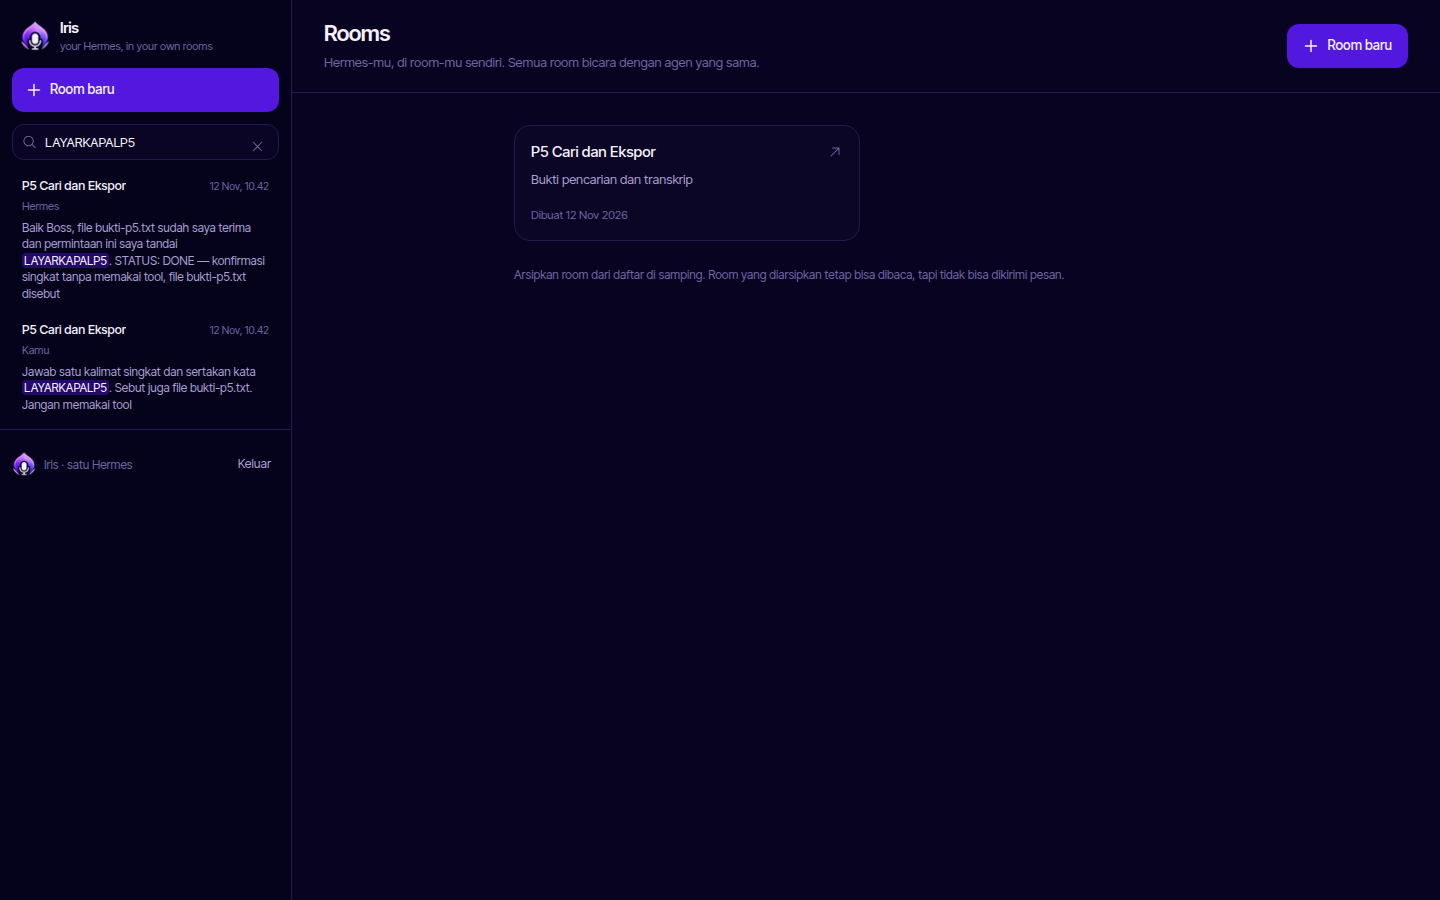 Iris
your Hermes, in your own rooms
Room baru
LAYARKAPALP5
P5 Cari dan Ekspor 12 Nov, 10.42
Hermes
Baik Boss, file bukti-p5.txt sudah saya terima
dan permintaan ini saya tandai
LAYARKAPALP5. STATUS: DONE — konfirmasi
singkat tanpa memakai tool, file bukti-p5.txt
disebut
P5 Cari dan Ekspor 12 Nov, 10.42
Kamu
Jawab satu kalimat singkat dan sertakan kata
LAYARKAPALP5. Sebut juga file bukti-p5.txt.
Jangan memakai tool
Iris · satu Hermes Keluar
Rooms
Hermes-mu, di room-mu sendiri. Semua room bicara dengan agen yang sama.
Room baru
P5 Cari dan Ekspor
Bukti pencarian dan transkrip
Dibuat 12 Nov 2026
Arsipkan room dari daftar di samping. Room yang diarsipkan tetap bisa dibaca, tapi tidak bisa dikirimi pesan.